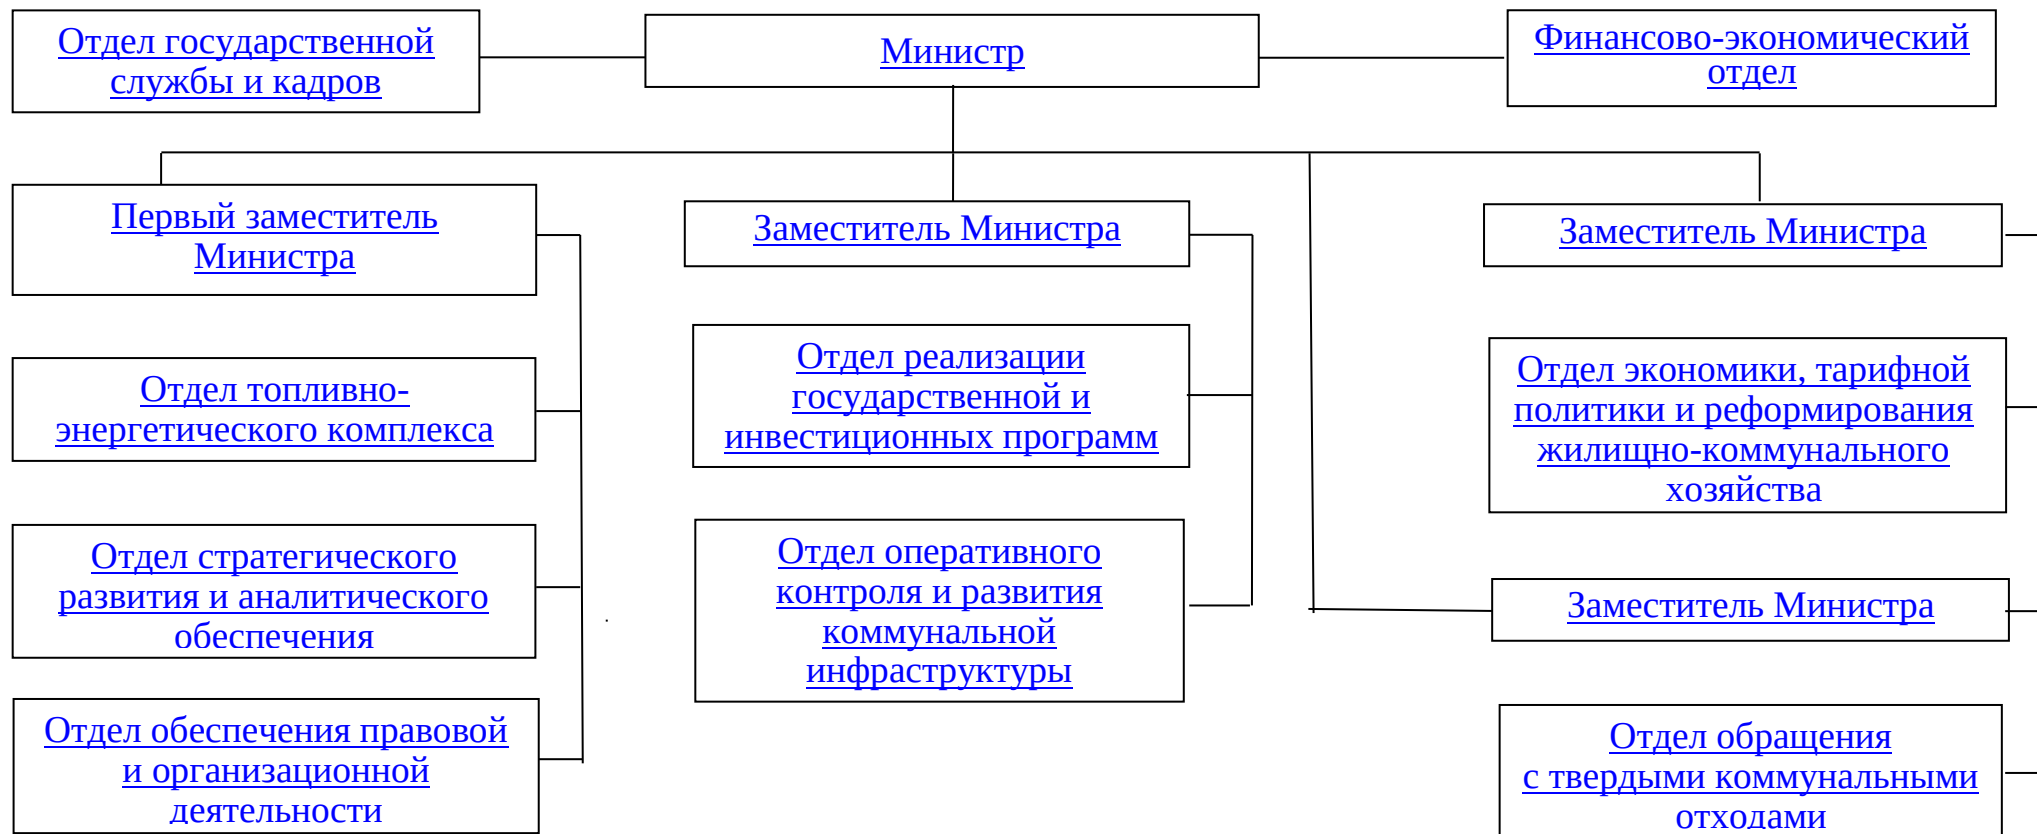 Отдел государственной
службы и кадров
Министр
Финансово-экономический
отдел
Первый заместитель
Министра
Заместитель Министра
Заместитель Министра
Отдел топливно-
энергетического комплекса
Отдел реализации
государственной и
инвестиционных программ
Отдел экономики, тарифной
политики и реформирования
жилищно-коммунального
хозяйства
Отдел стратегического
развития и аналитического
обеспечения
Отдел оперативного
контроля и развития
коммунальной
инфраструктуры
Заместитель Министра
Отдел обеспечения правовой
и организационной
деятельности
Отдел обращения
с твердыми коммунальными
отходами